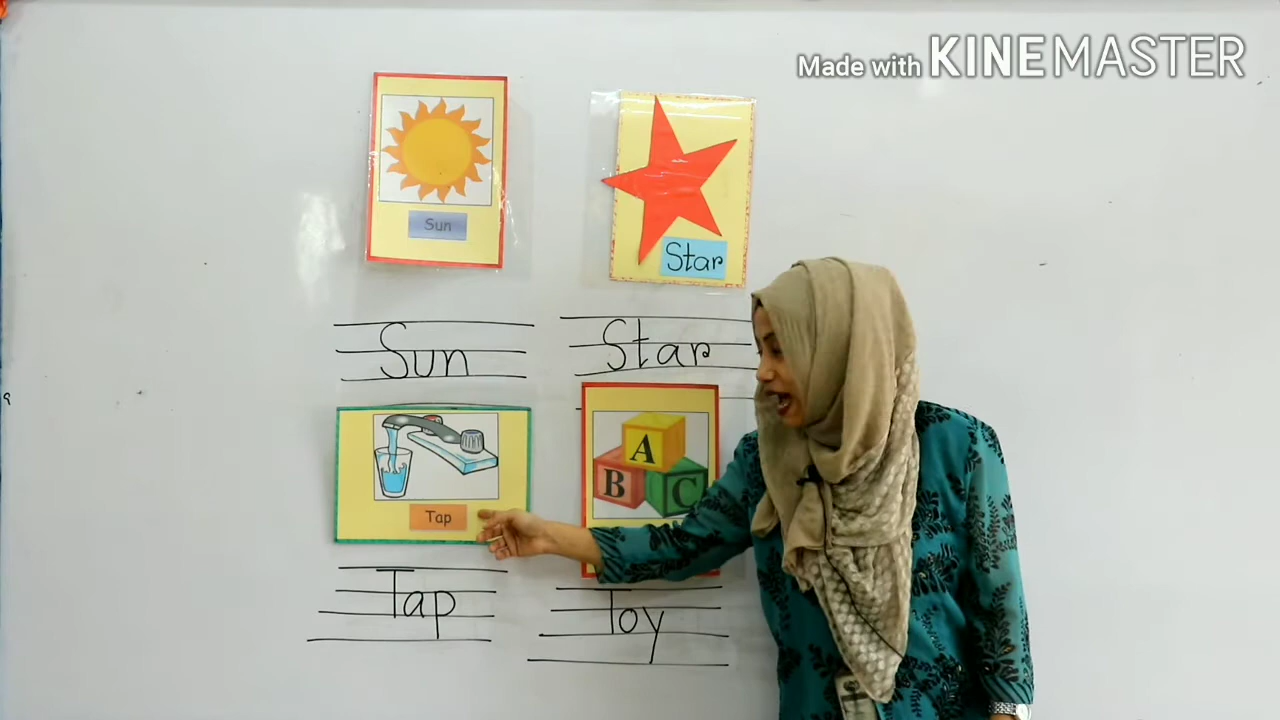 Made with KINEMASTER
Sun
Star
Sun
Star
A
B C
Tap
Tap
Toy